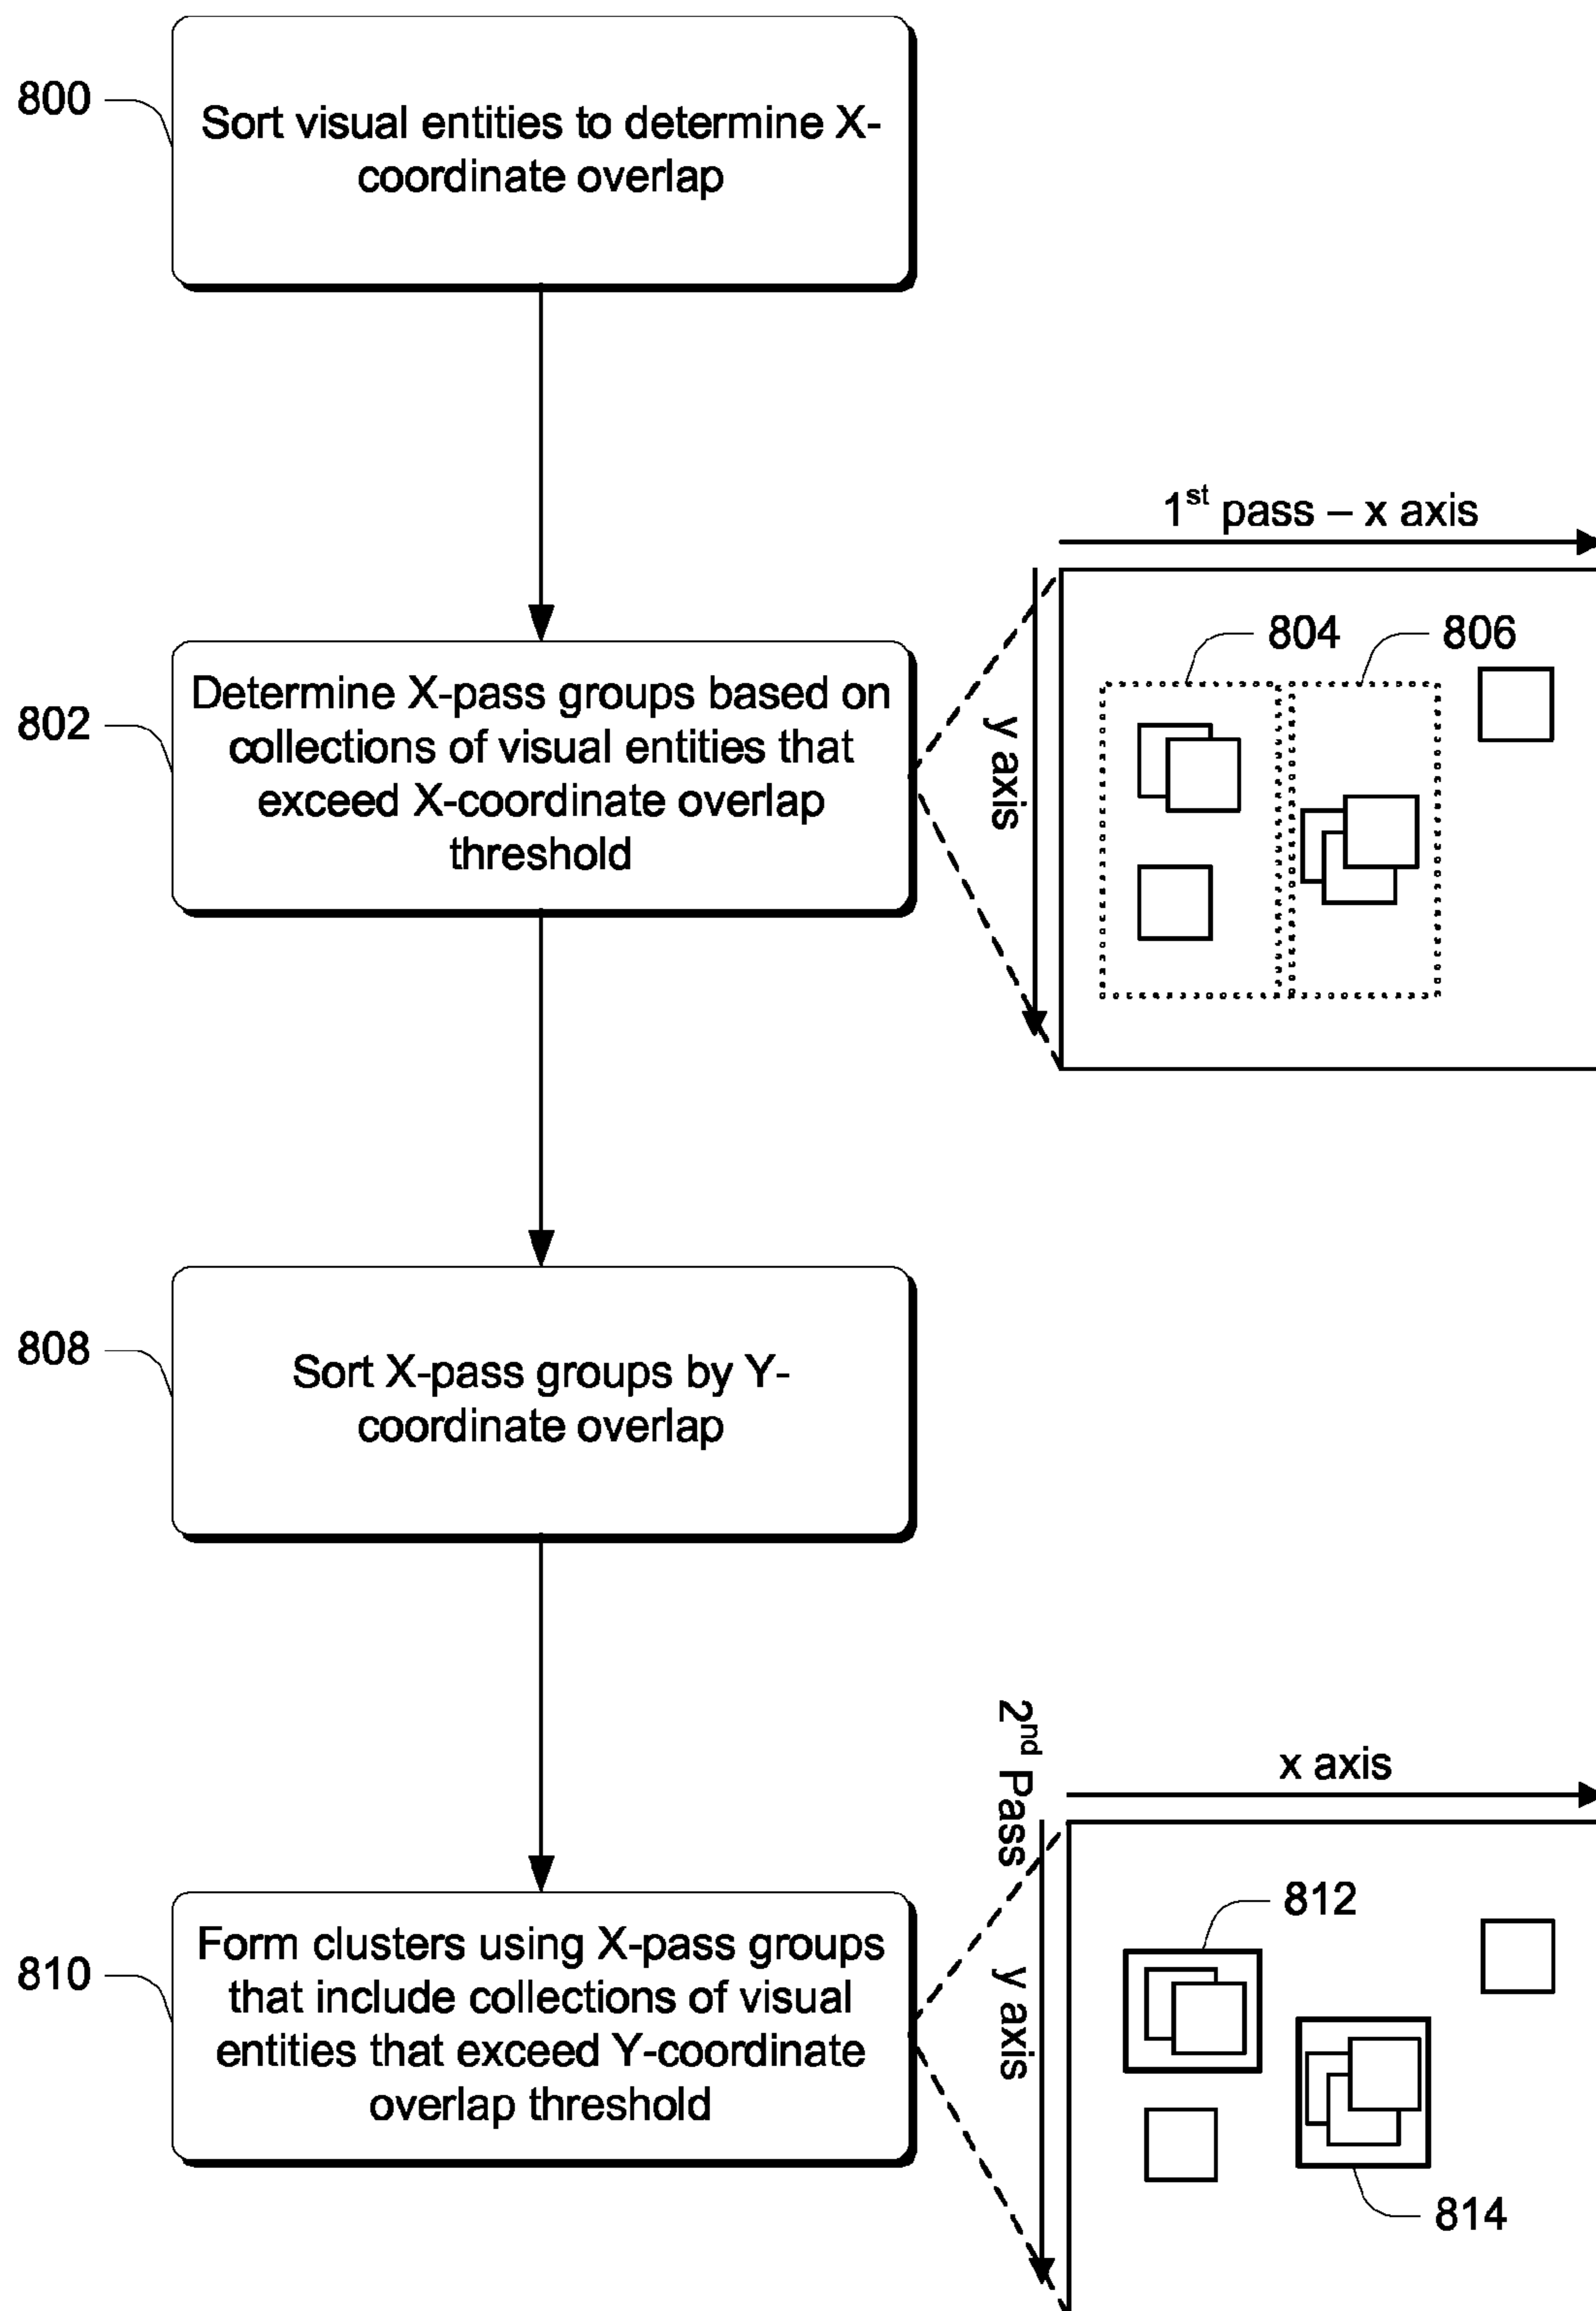 800
Sort visual entities to determine X-
coordinate overlap
1st pass – x axis
804
806
y axis
802
Determine X-pass groups based on
collections of visual entities that
exceed X-coordinate overlap
threshold
808
Sort X-pass groups by Y-
coordinate overlap
2nd Pass
x axis
y axis
812
810
Form clusters using X-pass groups
that include collections of visual
entities that exceed Y-coordinate
overlap threshold
814